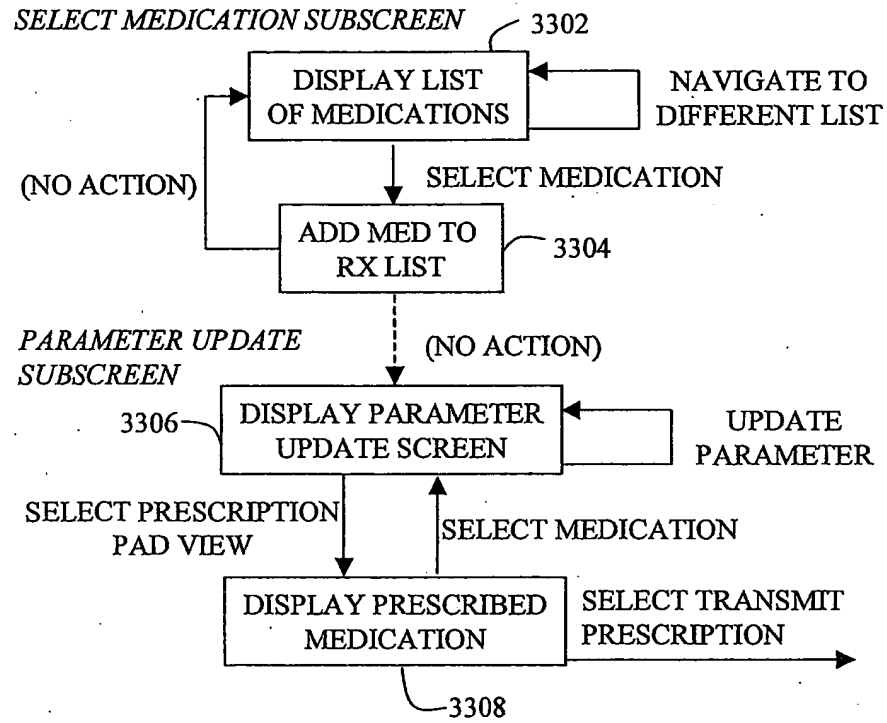 SELECT MEDICATION SUBSCREEN
3302
DISPLAY LIST
OF MEDICATIONS
NAVIGATE TO
DIFFERENT LIST
(NO ACTION)
SELECT MEDICATION
ADD MED TO
RX LIST
3304
PARAMETER UPDATE
SUBSCREEN
(NO ACTION)
3306
DISPLAY PARAMETER
UPDATE SCREEN
UPDATE
PARAMETER
SELECT PRESCRIPTION
PAD VIEW
SELECT MEDICATION
DISPLAY PRESCRIBED
MEDICATION
SELECT TRANSMIT
PRESCRIPTION
3308